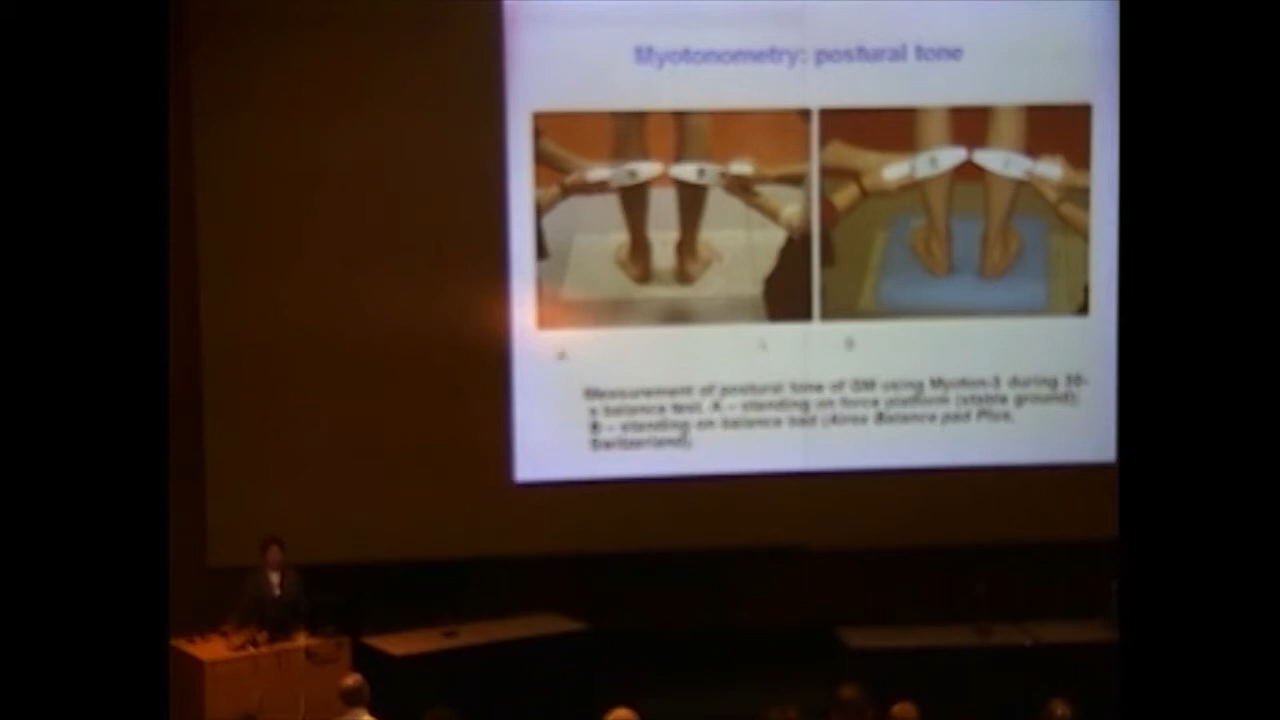 Myotonometry: postural tone
A
B
Measurement of postural tone of GM using Myoton-3 during 30-
s balance test. A – standing on force platform (stable ground);
B – standing on balance bad (Airex Balance pad Plus,
Switzerland).